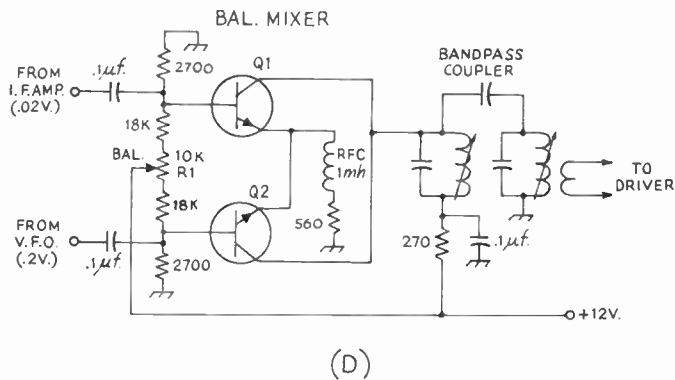 BAL. MIXER
Q1
2700
.1µf.
FROM
I.F. AMP.
(.02V.)
18K
BAL.
10K
R1
18K
RFC
1mh
560
Q2
FROM
V.F.O.
(.2V.)
.1µf.
2700
BANDPASS
COUPLER
TO
DRIVER
270
.1µf.
+12V.
(D)